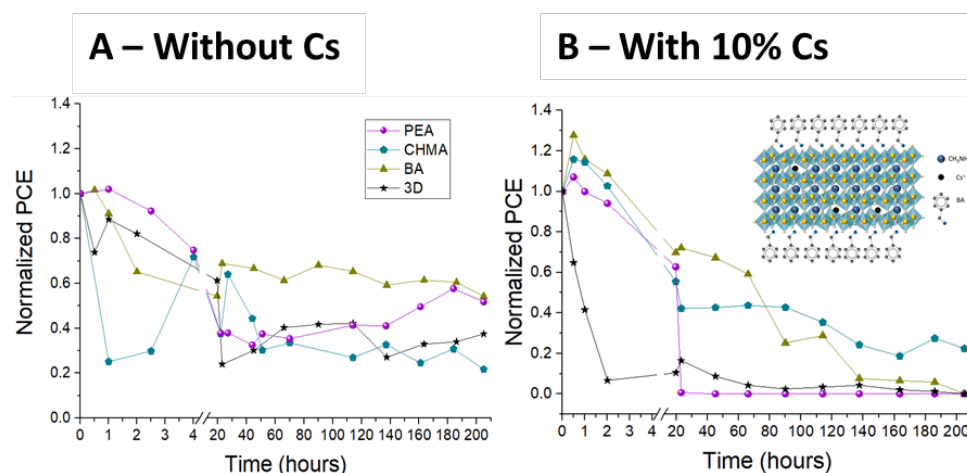 A – Without Cs
B – With 10% Cs
1.4
1.2
1.0
0.8
0.6
0.4
0.2
0.0
Normalized PCE
PEA
CHMA
BA
3D
0 1 2 3 4 20 40 60 80 100 120 140 160 180 200
Time (hours)
1.4
1.2
1.0
0.8
0.6
0.4
0.2
0.0
Normalized PCE
CH₃NH
Cs⁺
BA
0 1 2 3 4 20 40 60 80 100 120 140 160 180 200
Time (hours)